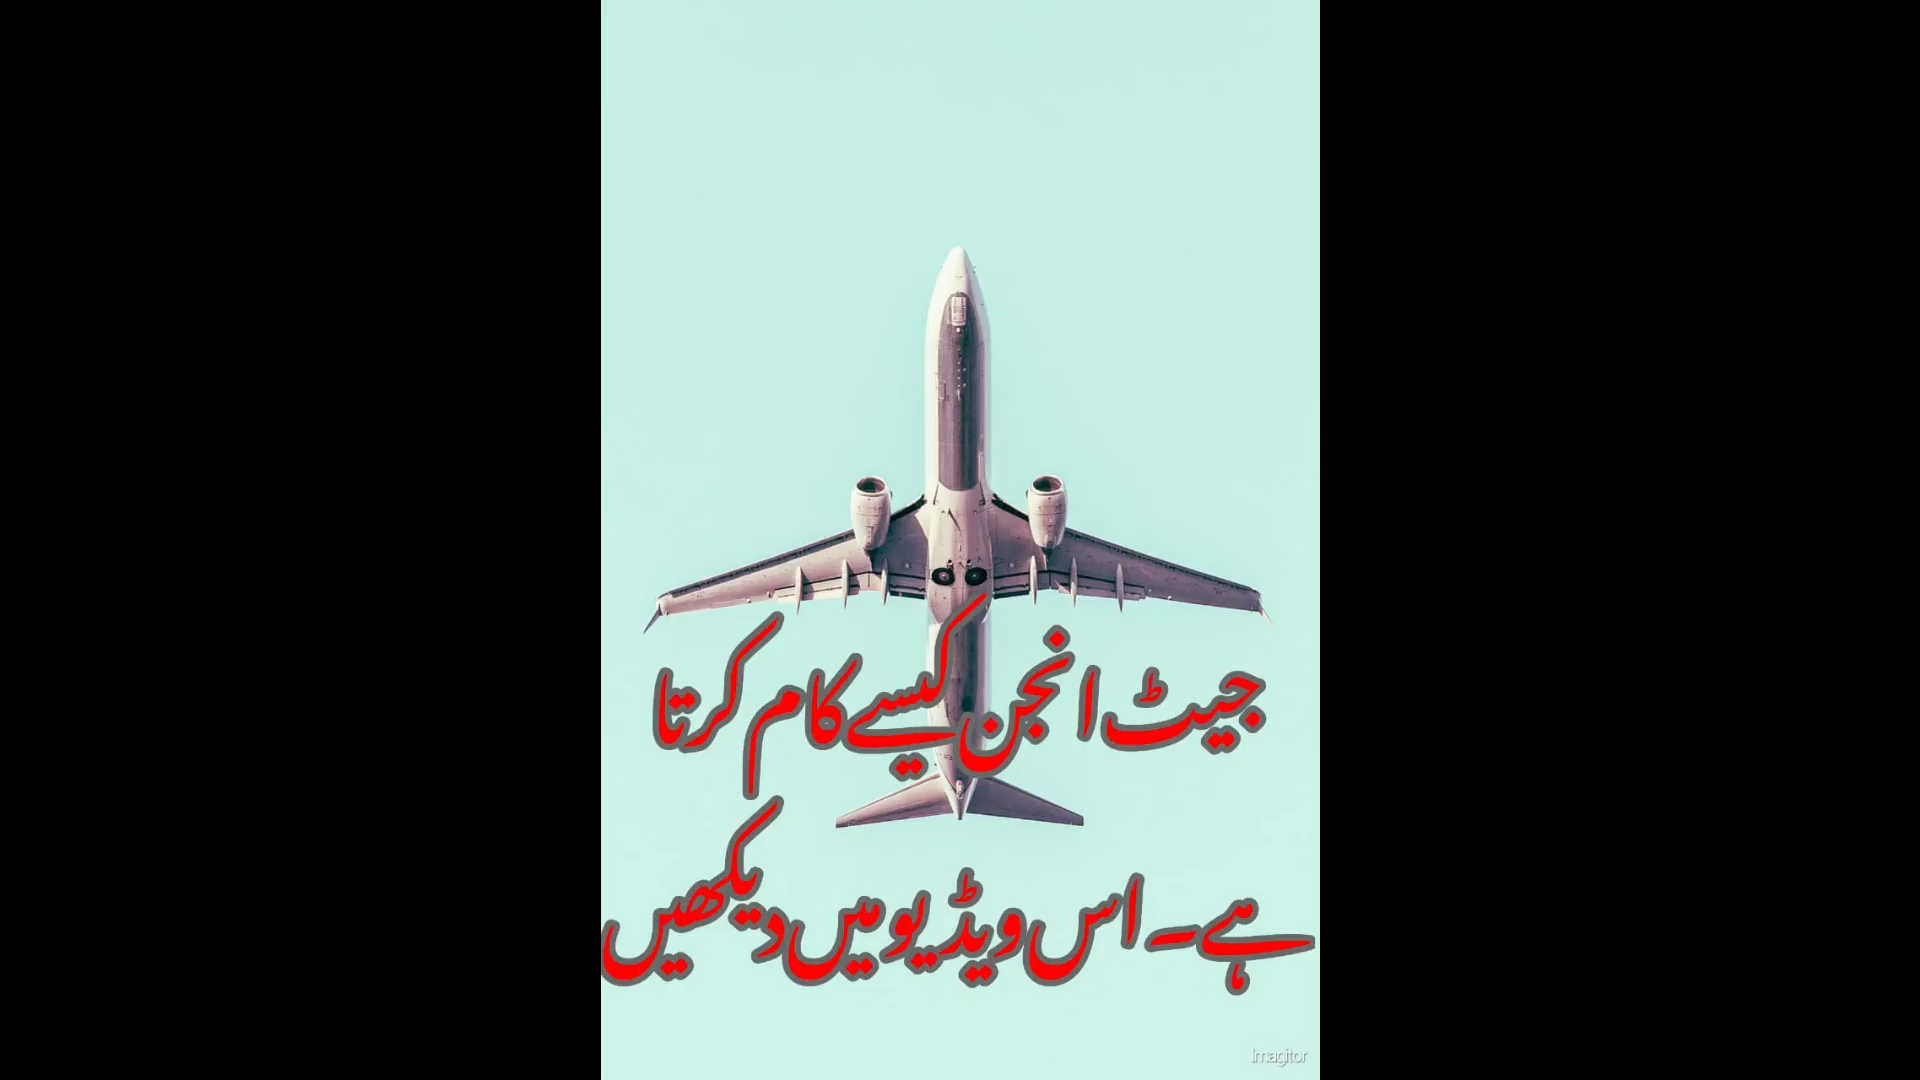 جیٹ انجن کیسے کام کرتا
ہے۔ اس ویڈیو میں دیکھیں
Imagitor